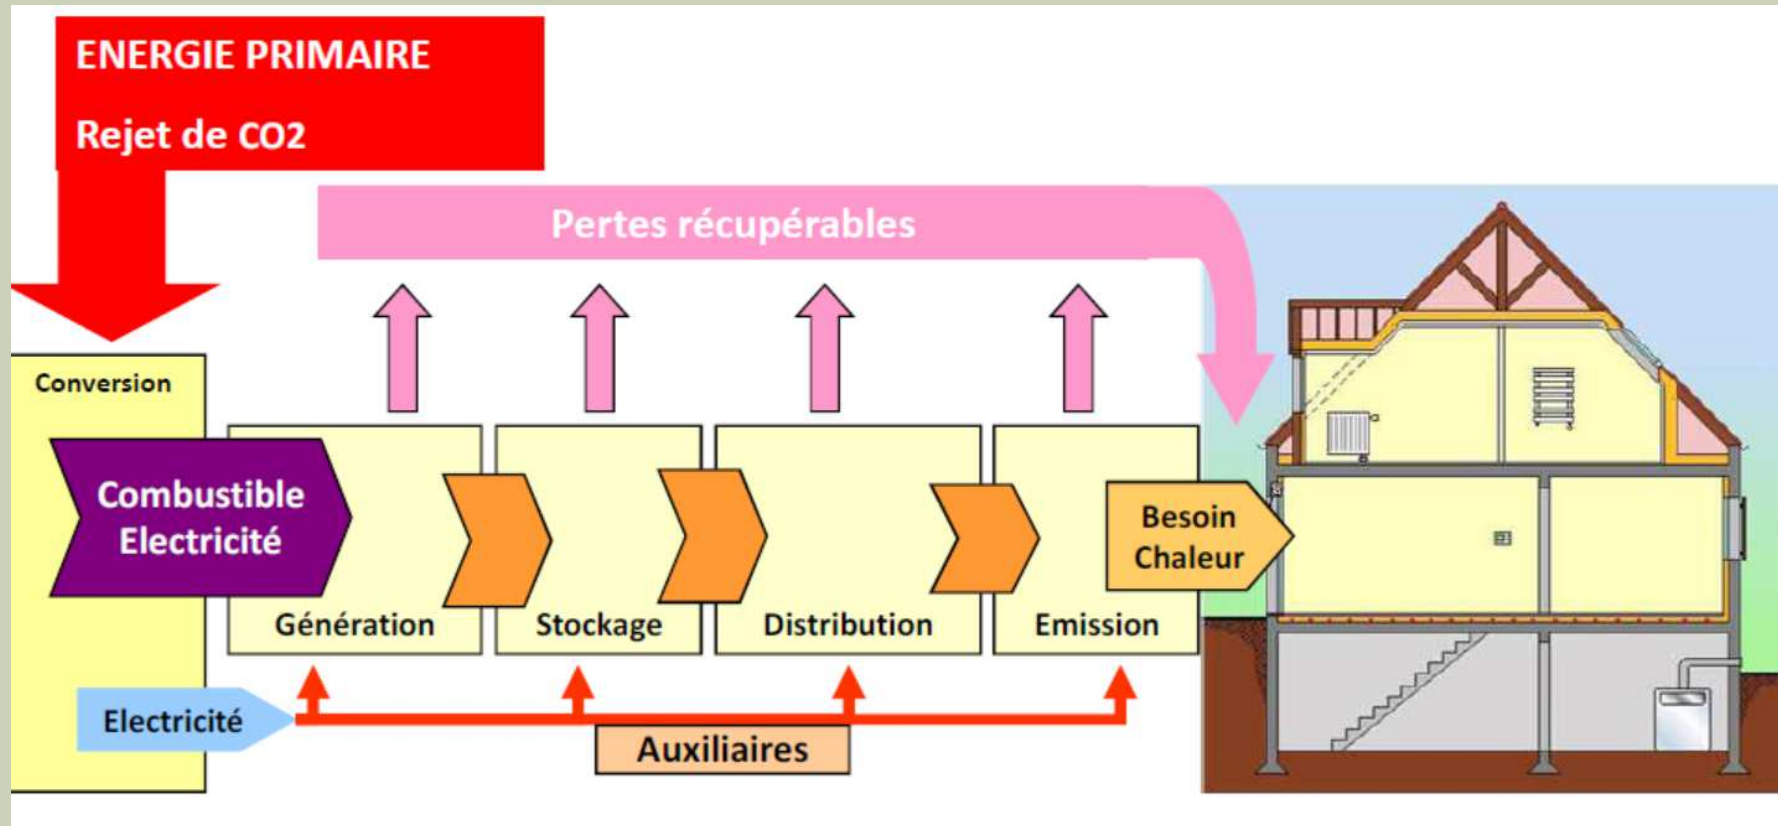 ENERGIE PRIMAIRE
Rejet de CO2
Pertes récupérables
Conversion
Combustible
Electricité
Génération
Stockage
Distribution
Emission
Besoin
Chaleur
Electricité
Auxiliaires